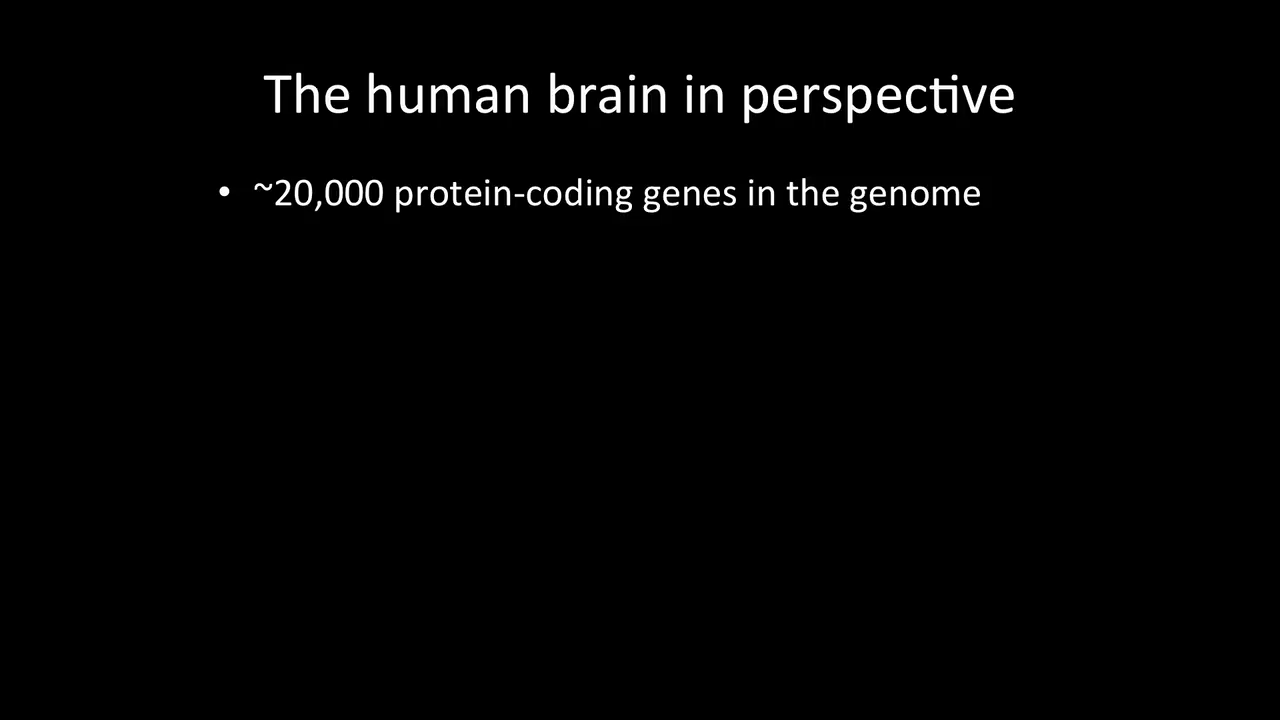 The human brain in perspective
• ~20,000 protein-coding genes in the genome